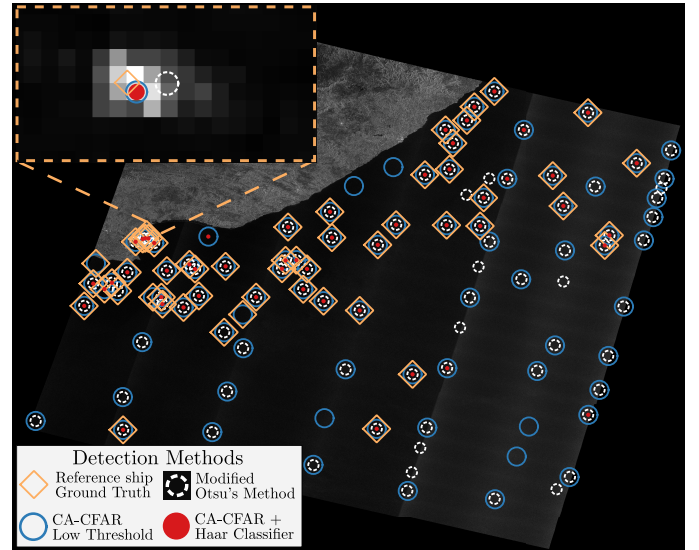 Detection Methods
Reference ship
Ground Truth
Modified
Otsu's Method
CA-CFAR
Low Threshold
CA-CFAR +
Haar Classifier